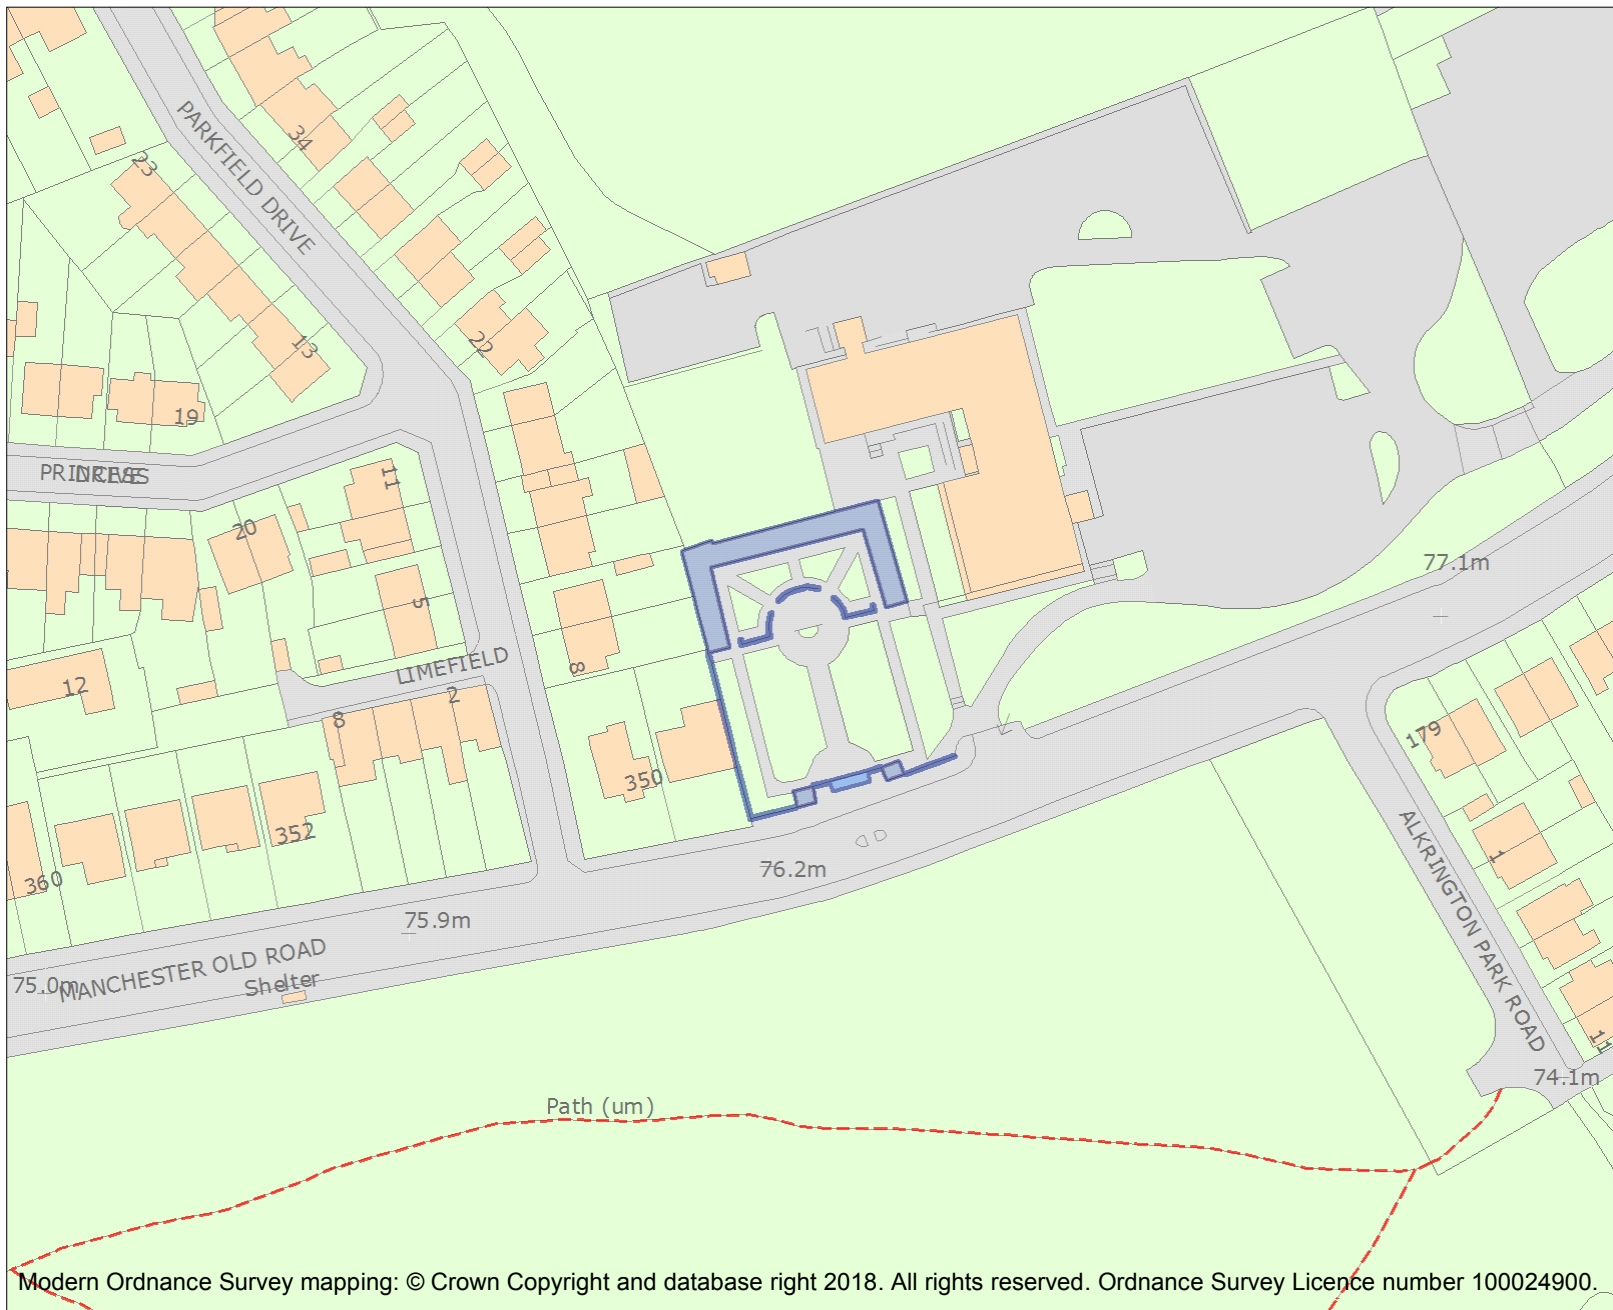 PARKFIELD DRIVE
34
23
13
22
19
PRINCESS
DRIVE
11
20
5
12
LIMEFIELD
2
8
8
350
352
360
77.1m
179
1
ALKRINGTON PARK ROAD
11
76.2m
75.9m
MANCHESTER OLD ROAD
75.0m
Shelter
74.1m
Path (um)
Modern Ordnance Survey mapping: © Crown Copyright and database right 2018. All rights reserved. Ordnance Survey Licence number 100024900.